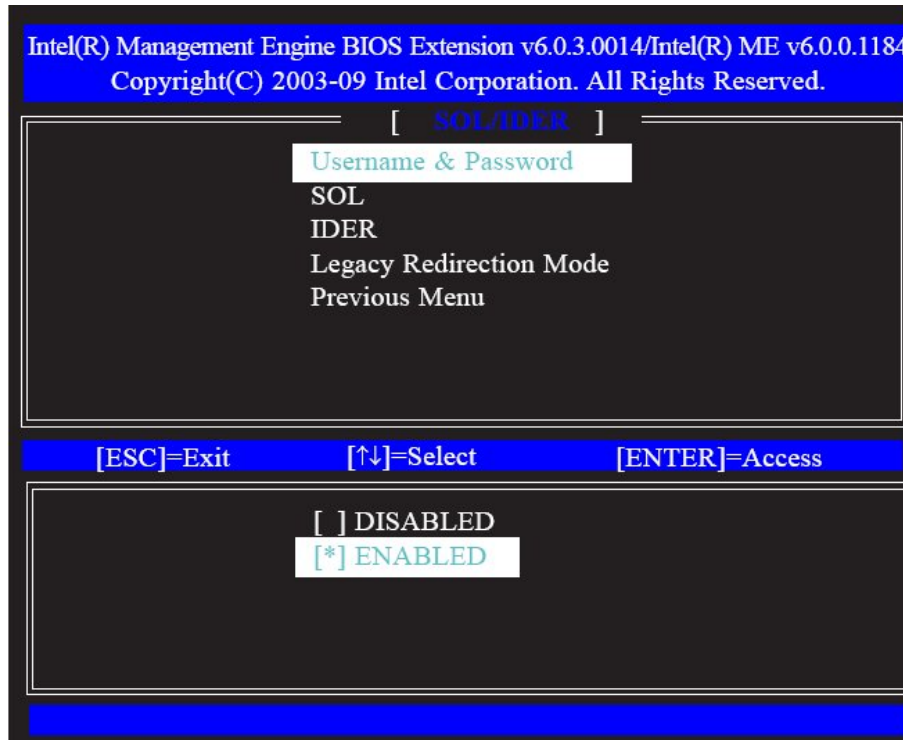 Intel(R) Management Engine BIOS Extension v6.0.3.0014/Intel(R) ME v6.0.0.1184
Copyright(C) 2003-09 Intel Corporation. All Rights Reserved.
[ SOL/IDER ]
Username & Password
SOL
IDER
Legacy Redirection Mode
Previous Menu
[ESC]=Exit [↑↓]=Select [ENTER]=Access
[ ] DISABLED
[*] ENABLED